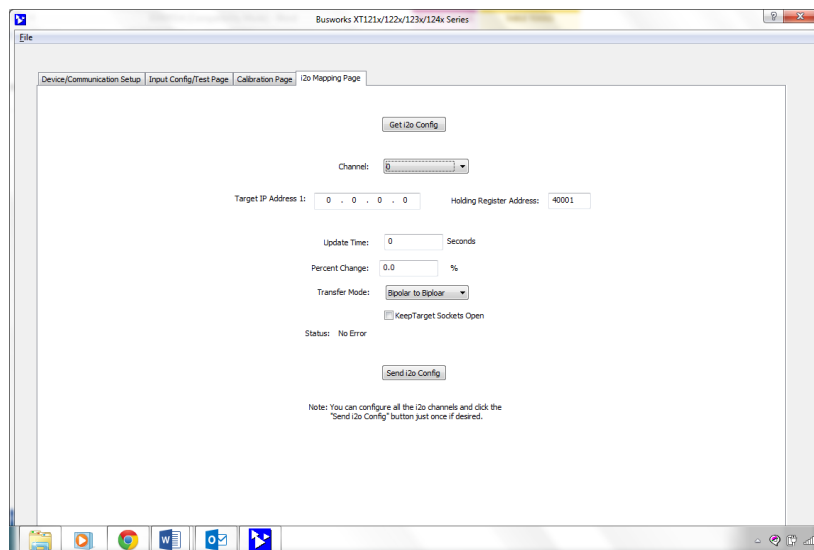 Busworks XT121x/122x/123x/124x Series
File
Device/Communication Setup Input Config/Test Page Calibration Page i2o Mapping Page
Get i2o Config
Channel: 0
Target IP Address 1: 0 . 0 . 0 . 0 Holding Register Address: 40001
Update Time: 0 Seconds
Percent Change: 0.0 %
Transfer Mode: Bipolar to Biploar
KeepTarget Sockets Open
Status: No Error
Send i2o Config
Note: You can configure all the i2o channels and click the
"Send i2o Config" button just once if desired.